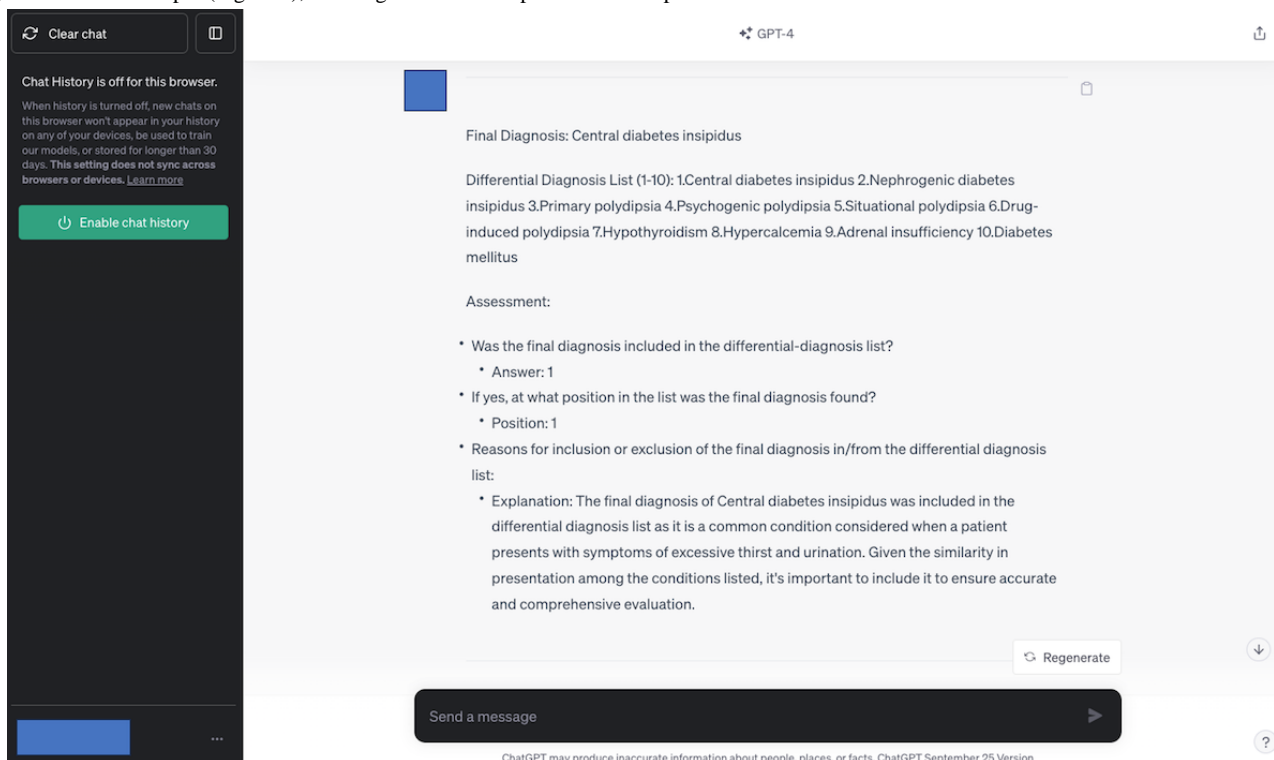 Clear chat
GPT-4
Chat History is off for this browser.
When history is turned off, new chats on
this browser won't appear in your history
on any of your devices, be used to train
our models, or stored for longer than 30
days. This setting does not sync across
browsers or devices. Learn more
Enable chat history
Final Diagnosis: Central diabetes insipidus
Differential Diagnosis List (1-10): 1.Central diabetes insipidus 2.Nephrogenic diabetes
insipidus 3.Primary polydipsia 4.Psychogenic polydipsia 5.Situational polydipsia 6.Drug-
induced polydipsia 7.Hypothyroidism 8.Hypercalcemia 9.Adrenal insufficiency 10.Diabetes
mellitus
Assessment:
• Was the final diagnosis included in the differential-diagnosis list?
• Answer: 1
• If yes, at what position in the list was the final diagnosis found?
• Position: 1
• Reasons for inclusion or exclusion of the final diagnosis in/from the differential diagnosis
list:
• Explanation: The final diagnosis of Central diabetes insipidus was included in the
differential diagnosis list as it is a common condition considered when a patient
presents with symptoms of excessive thirst and urination. Given the similarity in
presentation among the conditions listed, it's important to include it to ensure accurate
and comprehensive evaluation.
Regenerate
Send a message
...
?
ChatGPT may produce inaccurate information about people, places, or facts. ChatGPT September 25 Version